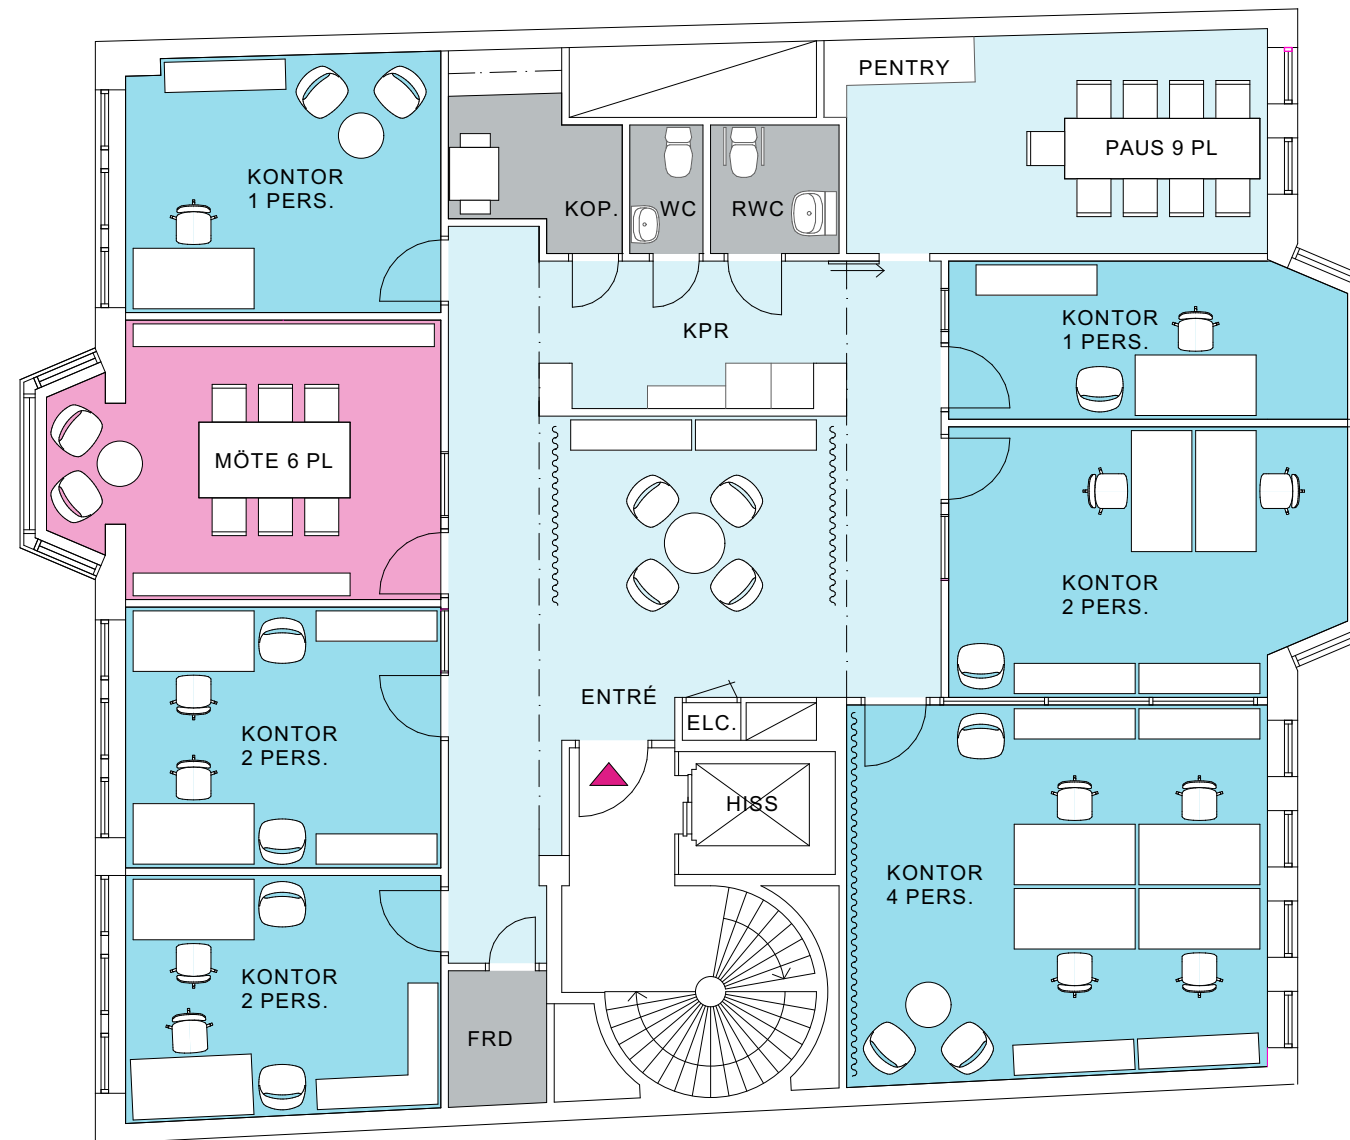 PENTRY
PAUS 9 PL
KONTOR
1 PERS.
KOP.
WC
RWC
KPR
KONTOR
1 PERS.
MÖTE 6 PL
KONTOR
2 PERS.
ENTRÉ
ELC.
KONTOR
2 PERS.
HISS
KONTOR
4 PERS.
KONTOR
2 PERS.
FRD